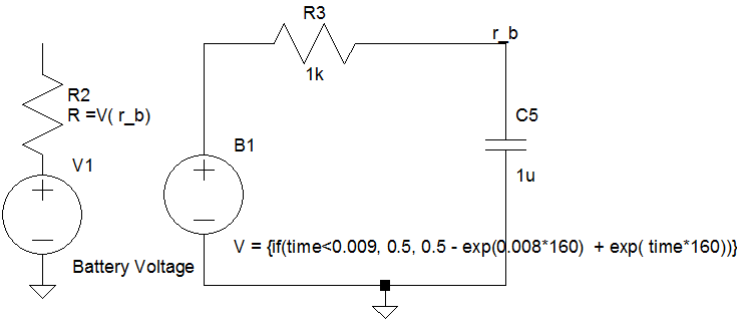 R3
r_b
1k
R2
R =V( r_b)
C5
B1
V1
1u
V = {if(time<0.009, 0.5, 0.5 - exp(0.008*160) + exp( time*160))}
Battery Voltage